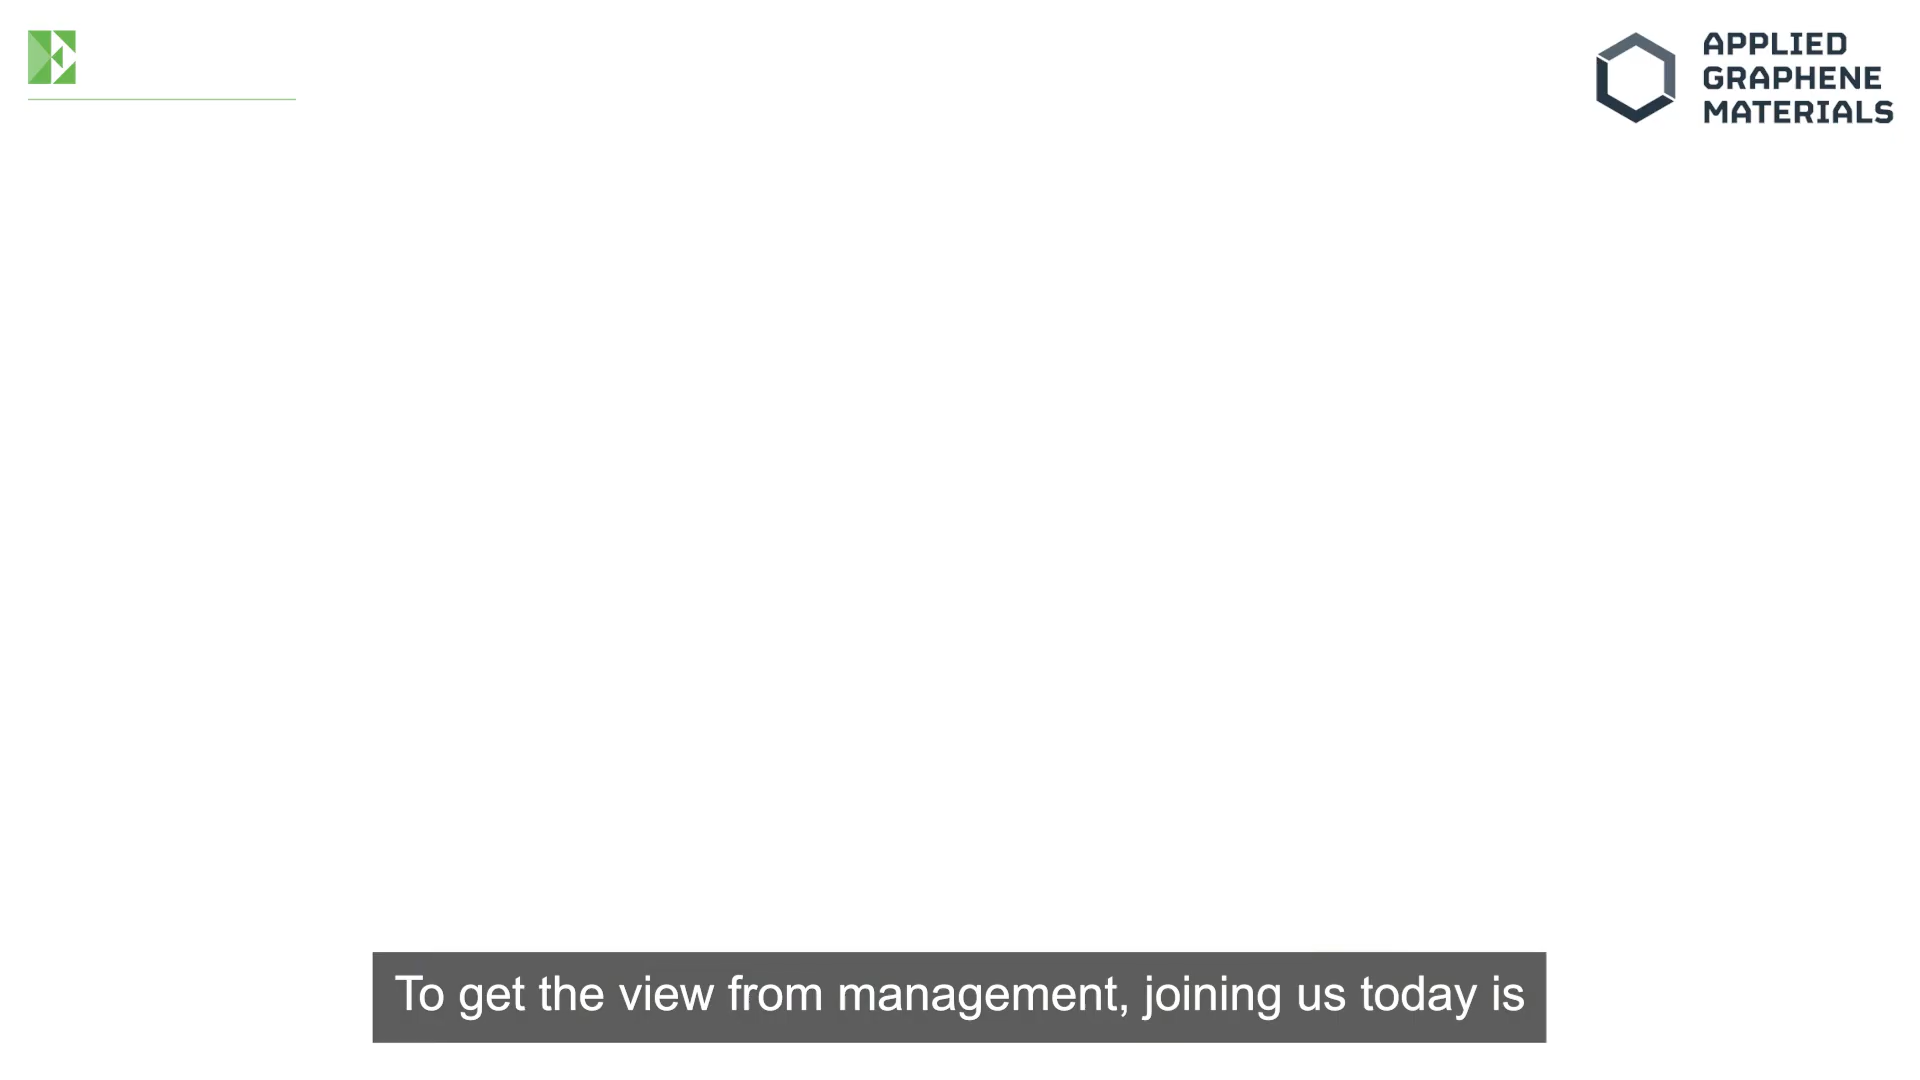 APPLIED
GRAPHENE
MATERIALS
To get the view from management, joining us today is